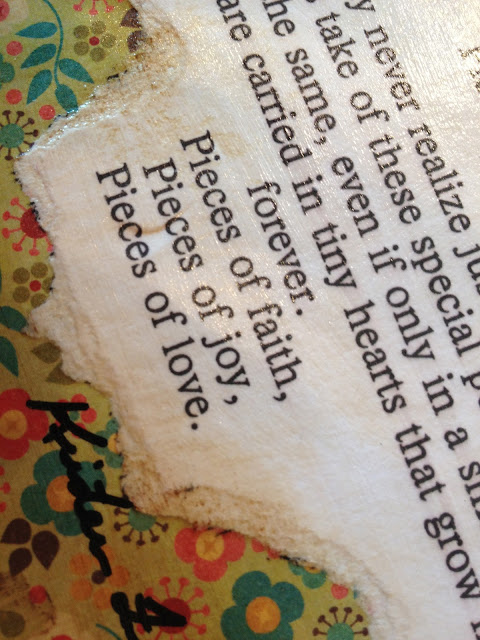 y never realize ju
take of these special p
he same, even if only in a sm
are carried in tiny hearts that grow
forever.
Pieces of faith,
Pieces of joy,
Pieces of love.
Kinder